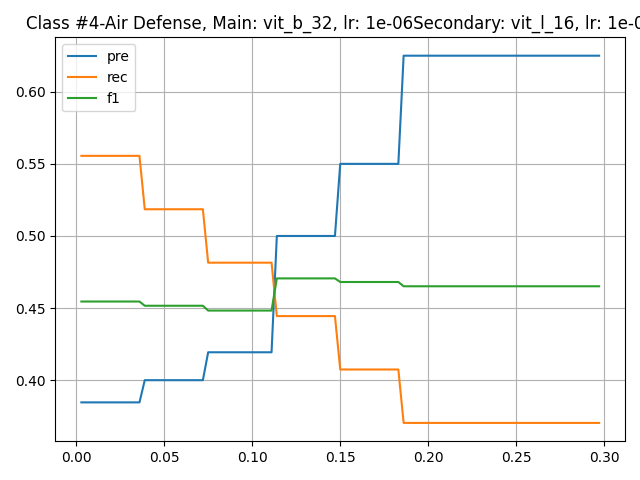 Class #4-Air Defense, Main: vit_b_32, lr: 1e-06Secondary: vit_l_16, lr: 1e-0
pre
rec
f1
0.60
0.55
0.50
0.45
0.40
0.00 0.05 0.10 0.15 0.20 0.25 0.30